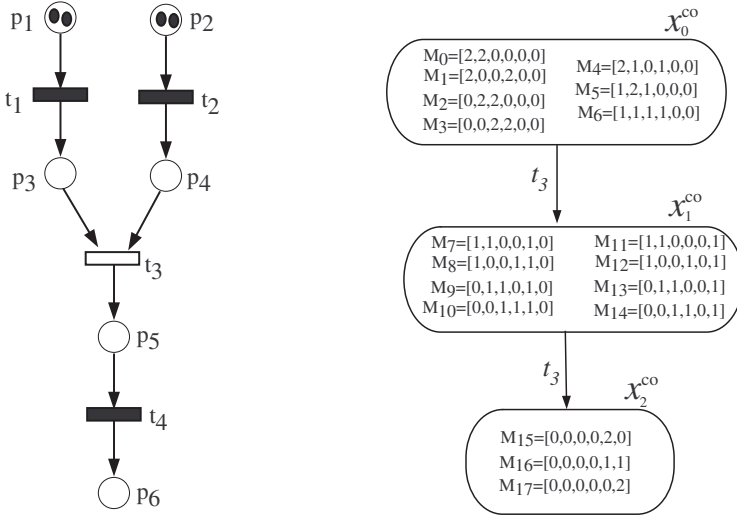 p1
p2
t1
t2
p3
p4
t3
p5
t4
p6
x0^co
M0=[2,2,0,0,0,0]
M1=[2,0,0,2,0,0]
M2=[0,2,2,0,0,0]
M3=[0,0,2,2,0,0]
M4=[2,1,0,1,0,0]
M5=[1,2,1,0,0,0]
M6=[1,1,1,1,0,0]
t3
x1^co
M7=[1,1,0,0,1,0]
M8=[1,0,0,1,1,0]
M9=[0,1,1,0,1,0]
M10=[0,0,1,1,1,0]
M11=[1,1,0,0,0,1]
M12=[1,0,0,1,0,1]
M13=[0,1,1,0,0,1]
M14=[0,0,1,1,0,1]
t3
x2^co
M15=[0,0,0,0,2,0]
M16=[0,0,0,0,1,1]
M17=[0,0,0,0,0,2]